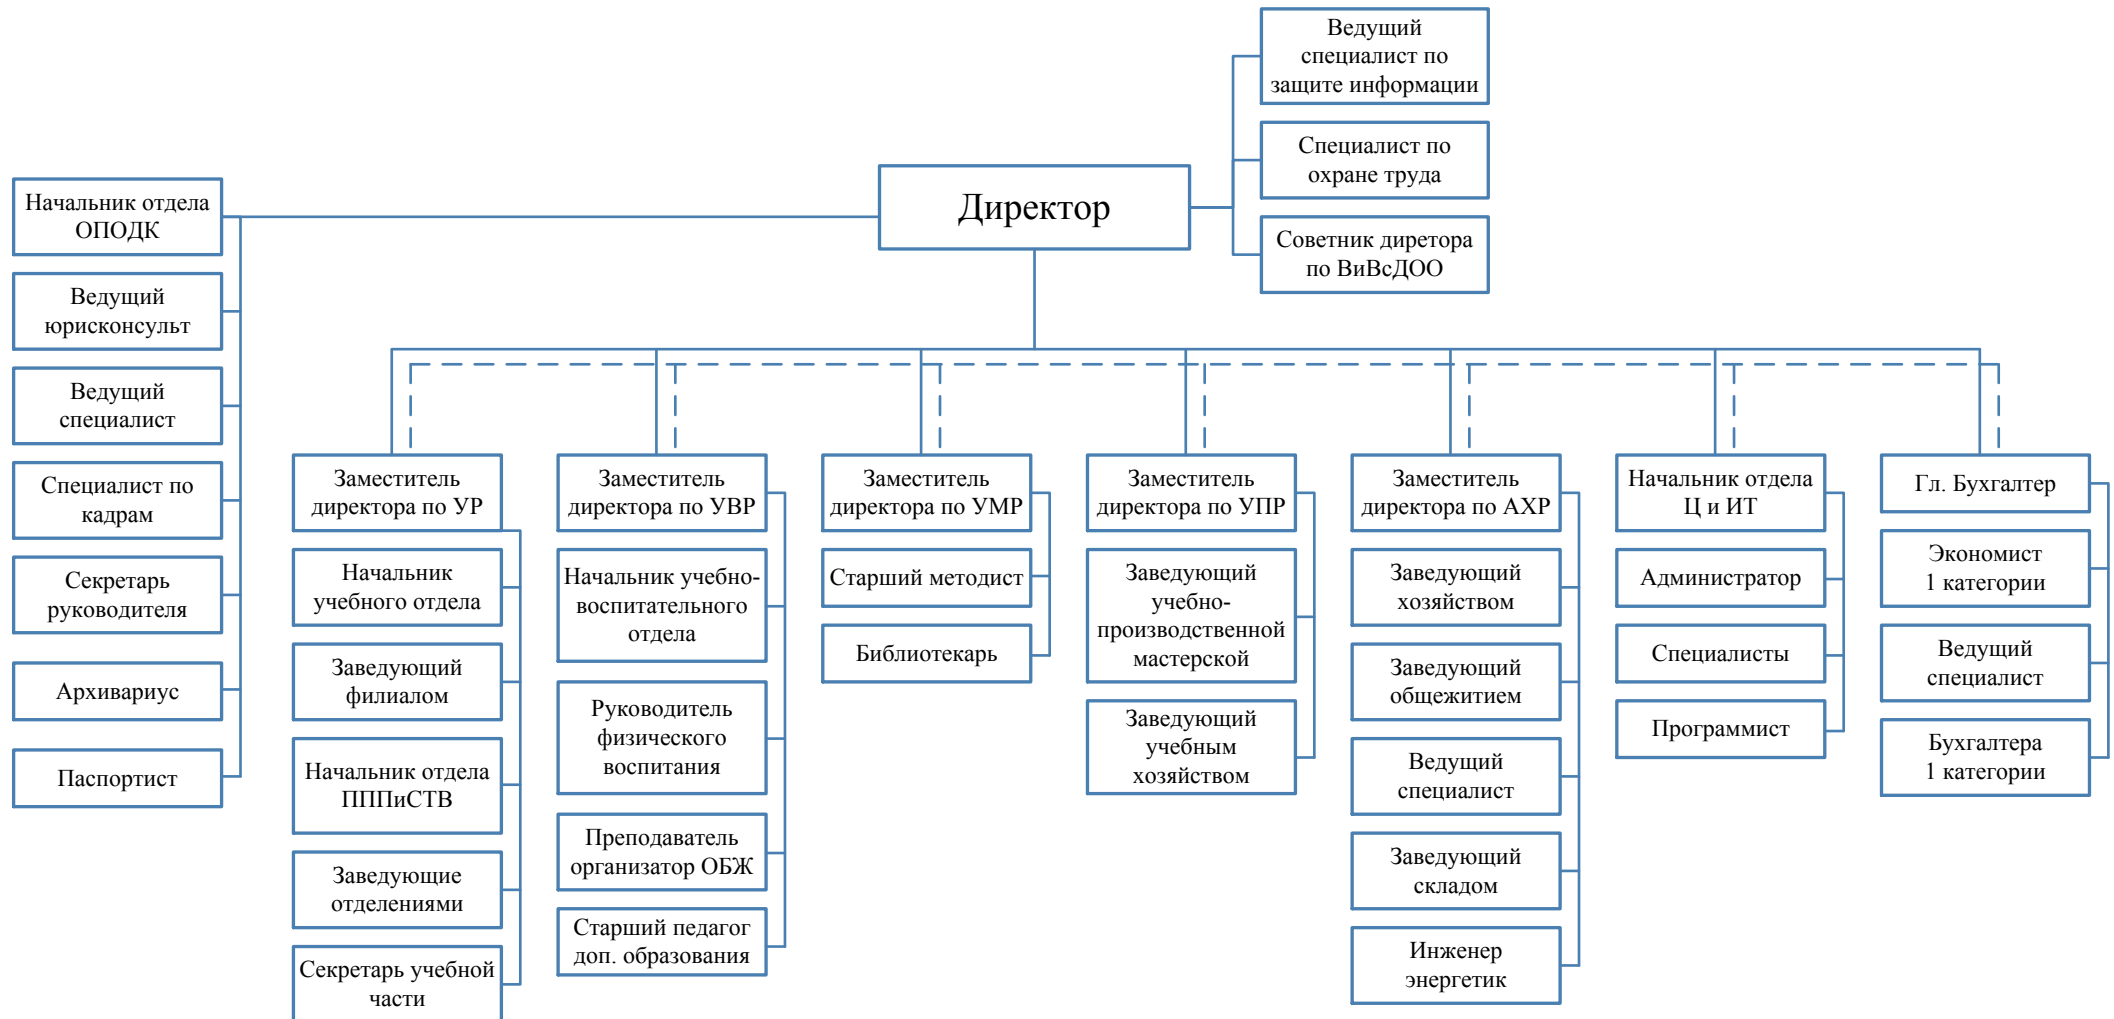 Ведущий
специалист по
защите информации
Специалист по
охране труда
Советник диретора
по ВиВсДОО
Директор
Начальник отдела
ОПОДК
Ведущий
юрисконсульт
Ведущий
специалист
Специалист по
кадрам
Секретарь
руководителя
Архивариус
Паспортист
Заместитель
директора по УР
Начальник
учебного отдела
Заведующий
филиалом
Начальник отдела
ПППиСТВ
Заведующие
отделениями
Секретарь учебной
части
Заместитель
директора по УВР
Начальник учебно-
воспитательного
отдела
Руководитель
физического
воспитания
Преподаватель
организатор ОБЖ
Старший педагог
доп. образования
Заместитель
директора по УМР
Старший методист
Библиотекарь
Заместитель
директора по УПР
Заведующий
учебно-
производственной
мастерской
Заведующий
учебным
хозяйством
Заместитель
директора по АХР
Заведующий
хозяйством
Заведующий
общежитием
Ведущий
специалист
Заведующий
складом
Инженер
энергетик
Начальник отдела
Ц и ИТ
Администратор
Специалисты
Программист
Гл. Бухгалтер
Экономист
1 категории
Ведущий
специалист
Бухгалтера
1 категории